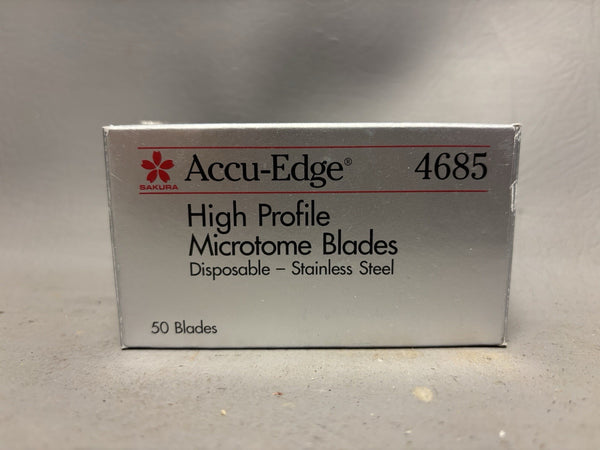 Accu-Edge® 4685
SAKURA
High Profile
Microtome Blades
Disposable – Stainless Steel
50 Blades